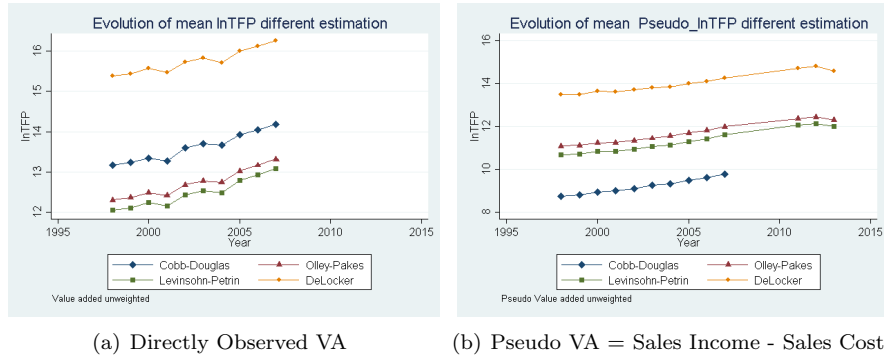 Evolution of mean lnTFP different estimation
16
15
14
13
12
lnTFP
1995
2000
2005
2010
2015
Year
Cobb-Douglas
Olley-Pakes
Levinsohn-Petrin
DeLocker
Value added unweighted
(a) Directly Observed VA
Evolution of mean Pseudo_lnTFP different estimation
16
14
12
10
8
lnTFP
1995
2000
2005
2010
2015
Year
Cobb-Douglas
Olley-Pakes
Levinsohn-Petrin
DeLocker
Pseudo Value added unweighted
(b) Pseudo VA = Sales Income - Sales Cost